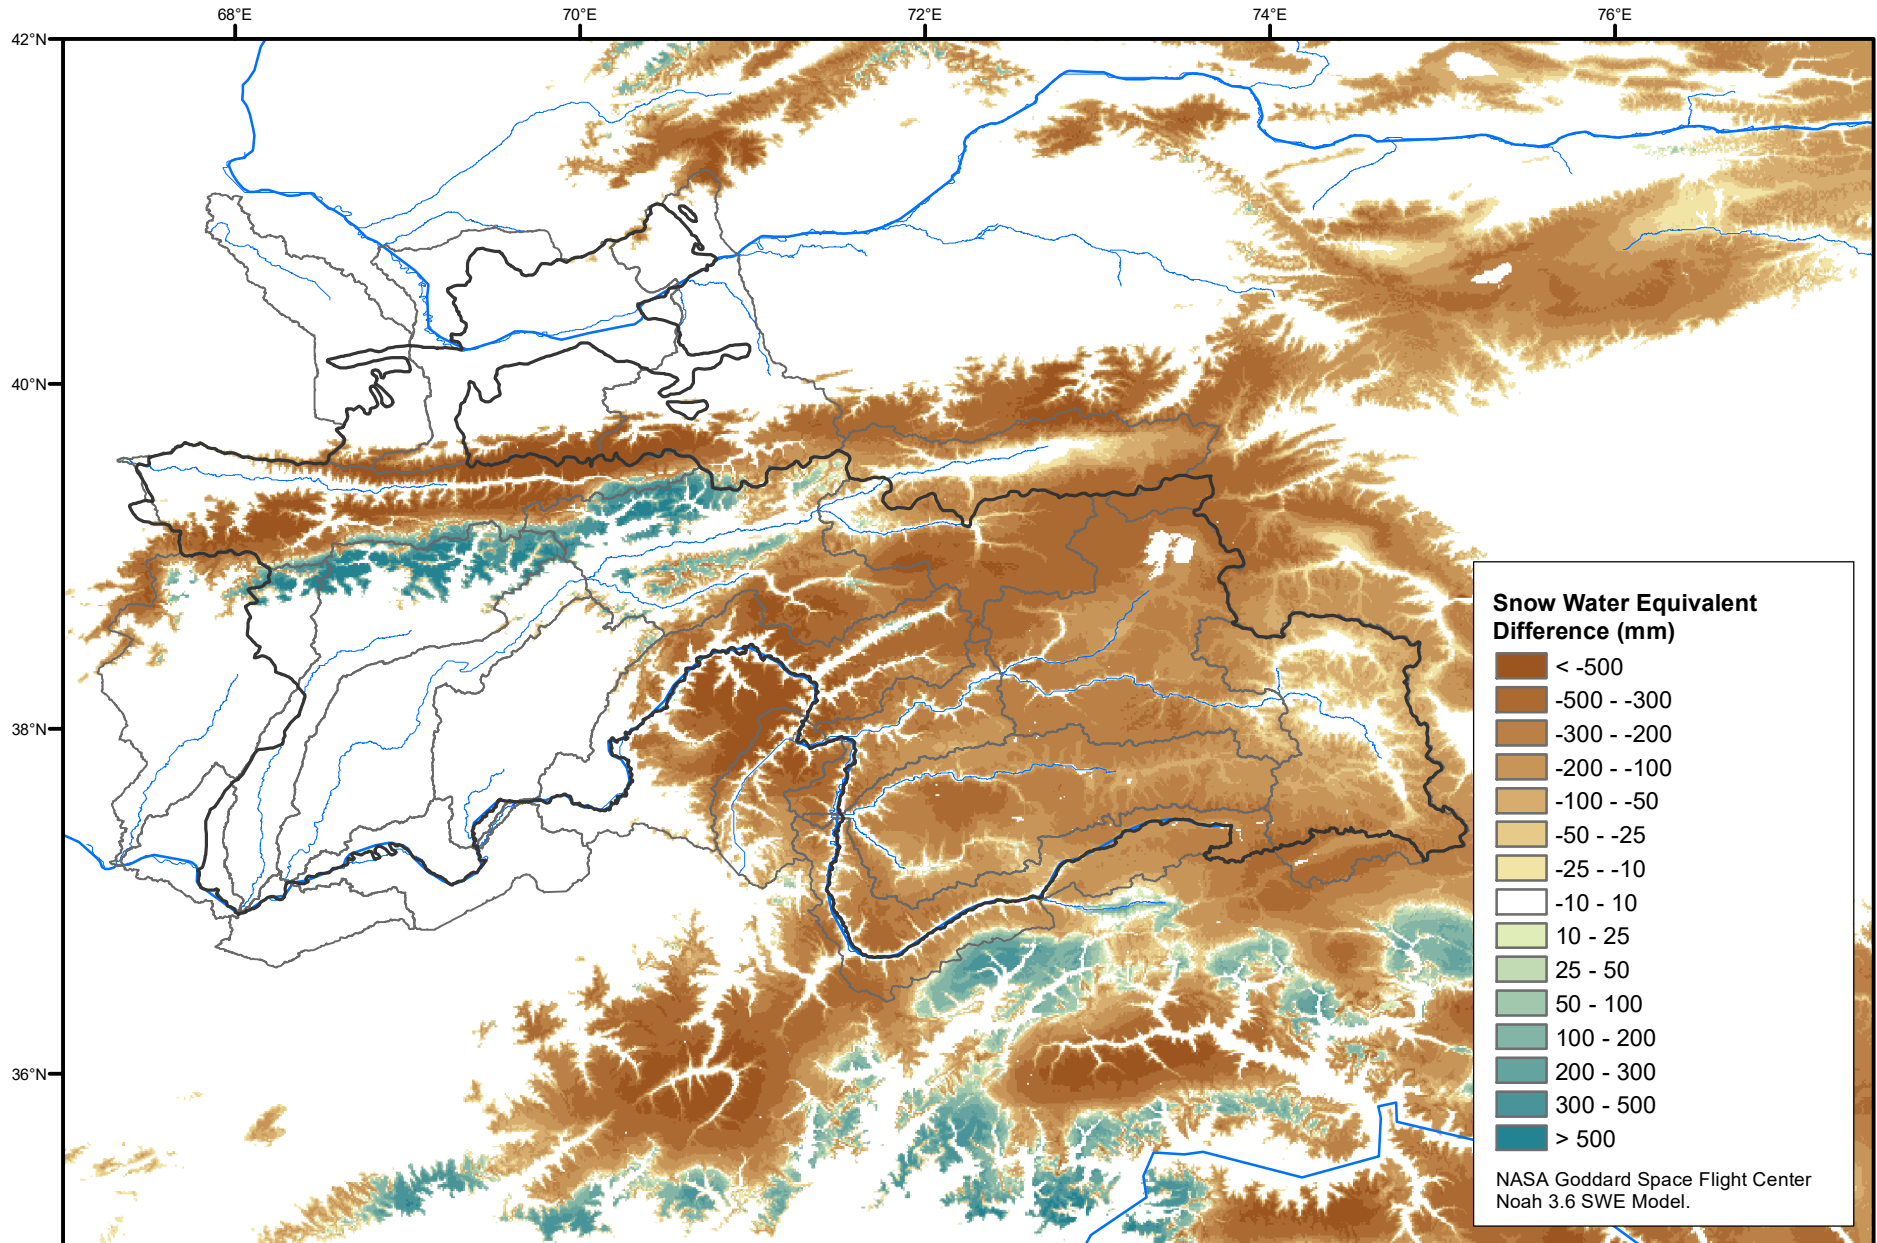 68°E 70°E 72°E 74°E 76°E
42°N
40°N
38°N
36°N
Snow Water Equivalent
Difference (mm)
< -500
-500 - -300
-300 - -200
-200 - -100
-100 - -50
-50 - -25
-25 - -10
-10 - 10
10 - 25
25 - 50
50 - 100
100 - 200
200 - 300
300 - 500
> 500
NASA Goddard Space Flight Center
Noah 3.6 SWE Model.